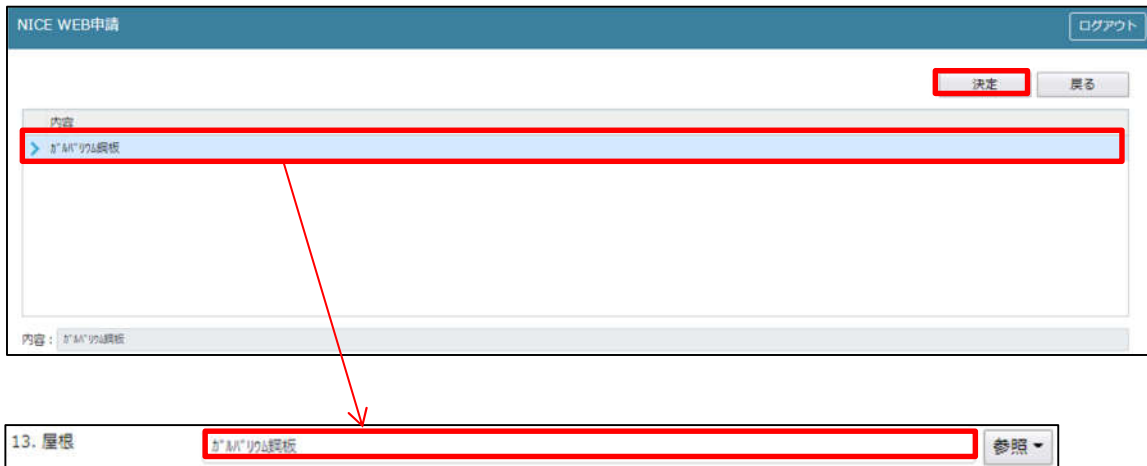 NICE WEB申請
ログアウト
決定 戻る
内容
ｶﾞﾙﾊﾞﾘｳﾑ鋼板
内容： ｶﾞﾙﾊﾞﾘｳﾑ鋼板
13. 屋根 ｶﾞﾙﾊﾞﾘｳﾑ鋼板 参照